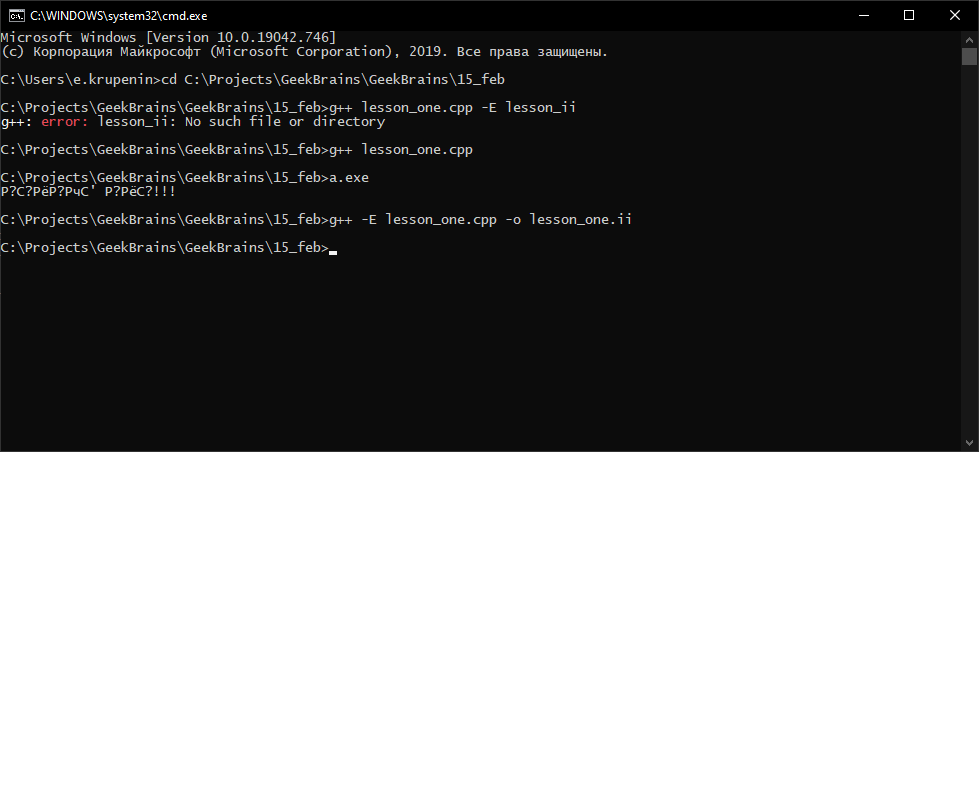 C:\WINDOWS\system32\cmd.exe
Microsoft Windows [Version 10.0.19042.746]
(c) Корпорация Майкрософт (Microsoft Corporation), 2019. Все права защищены.
C:\Users\e.krupenin>cd C:\Projects\GeekBrains\GeekBrains\15_feb
C:\Projects\GeekBrains\GeekBrains\15_feb>g++ lesson_one.cpp -E lesson_ii
g++: error: lesson_ii: No such file or directory
C:\Projects\GeekBrains\GeekBrains\15_feb>g++ lesson_one.cpp
C:\Projects\GeekBrains\GeekBrains\15_feb>a.exe
Р?С?РёР?РчС' Р?РёС?!!!
C:\Projects\GeekBrains\GeekBrains\15_feb>g++ -E lesson_one.cpp -o lesson_one.ii
C:\Projects\GeekBrains\GeekBrains\15_feb>